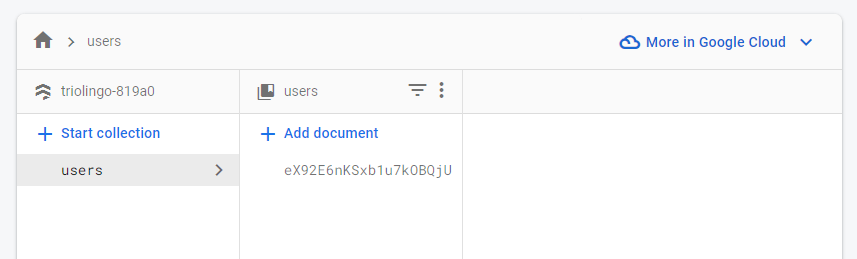 users
More in Google Cloud
triolingo-819a0
users
Start collection
Add document
users
eX92E6nKSxb1u7kOBQjU